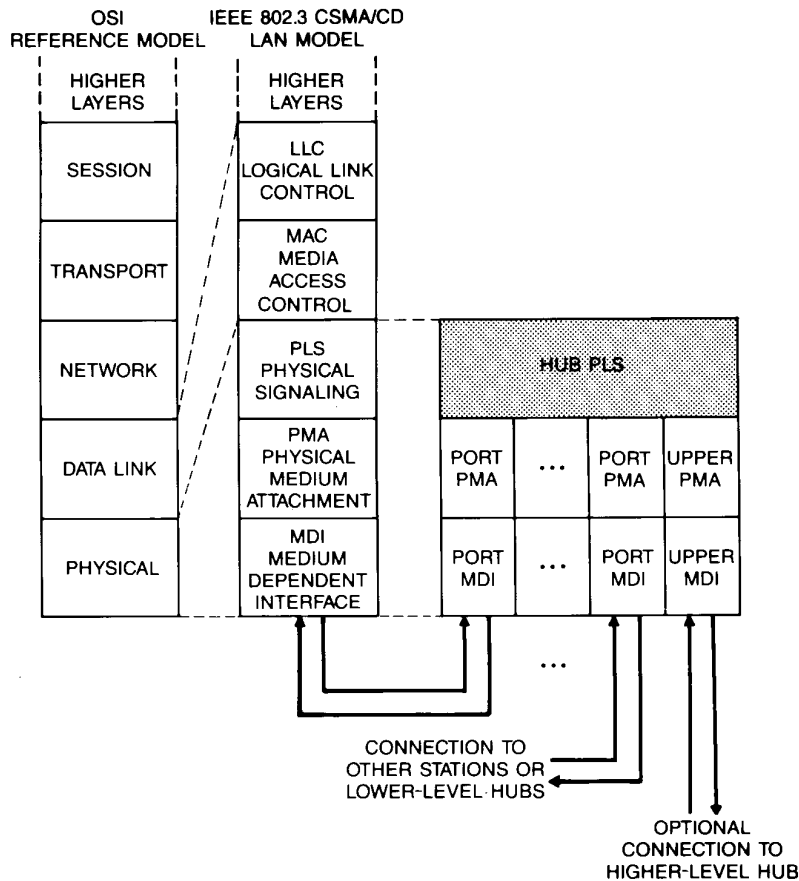 OSI
REFERENCE MODEL
IEEE 802.3 CSMA/CD
LAN MODEL
HIGHER
LAYERS
HIGHER
LAYERS
SESSION
LLC
LOGICAL LINK
CONTROL
TRANSPORT
MAC
MEDIA
ACCESS
CONTROL
NETWORK
PLS
PHYSICAL
SIGNALING
HUB PLS
DATA LINK
PMA
PHYSICAL
MEDIUM
ATTACHMENT
PORT
PMA
...
PORT
PMA
UPPER
PMA
PHYSICAL
MDI
MEDIUM
DEPENDENT
INTERFACE
PORT
MDI
...
PORT
MDI
UPPER
MDI
...
CONNECTION TO
OTHER STATIONS OR
LOWER-LEVEL HUBS
OPTIONAL
CONNECTION TO
HIGHER-LEVEL HUB